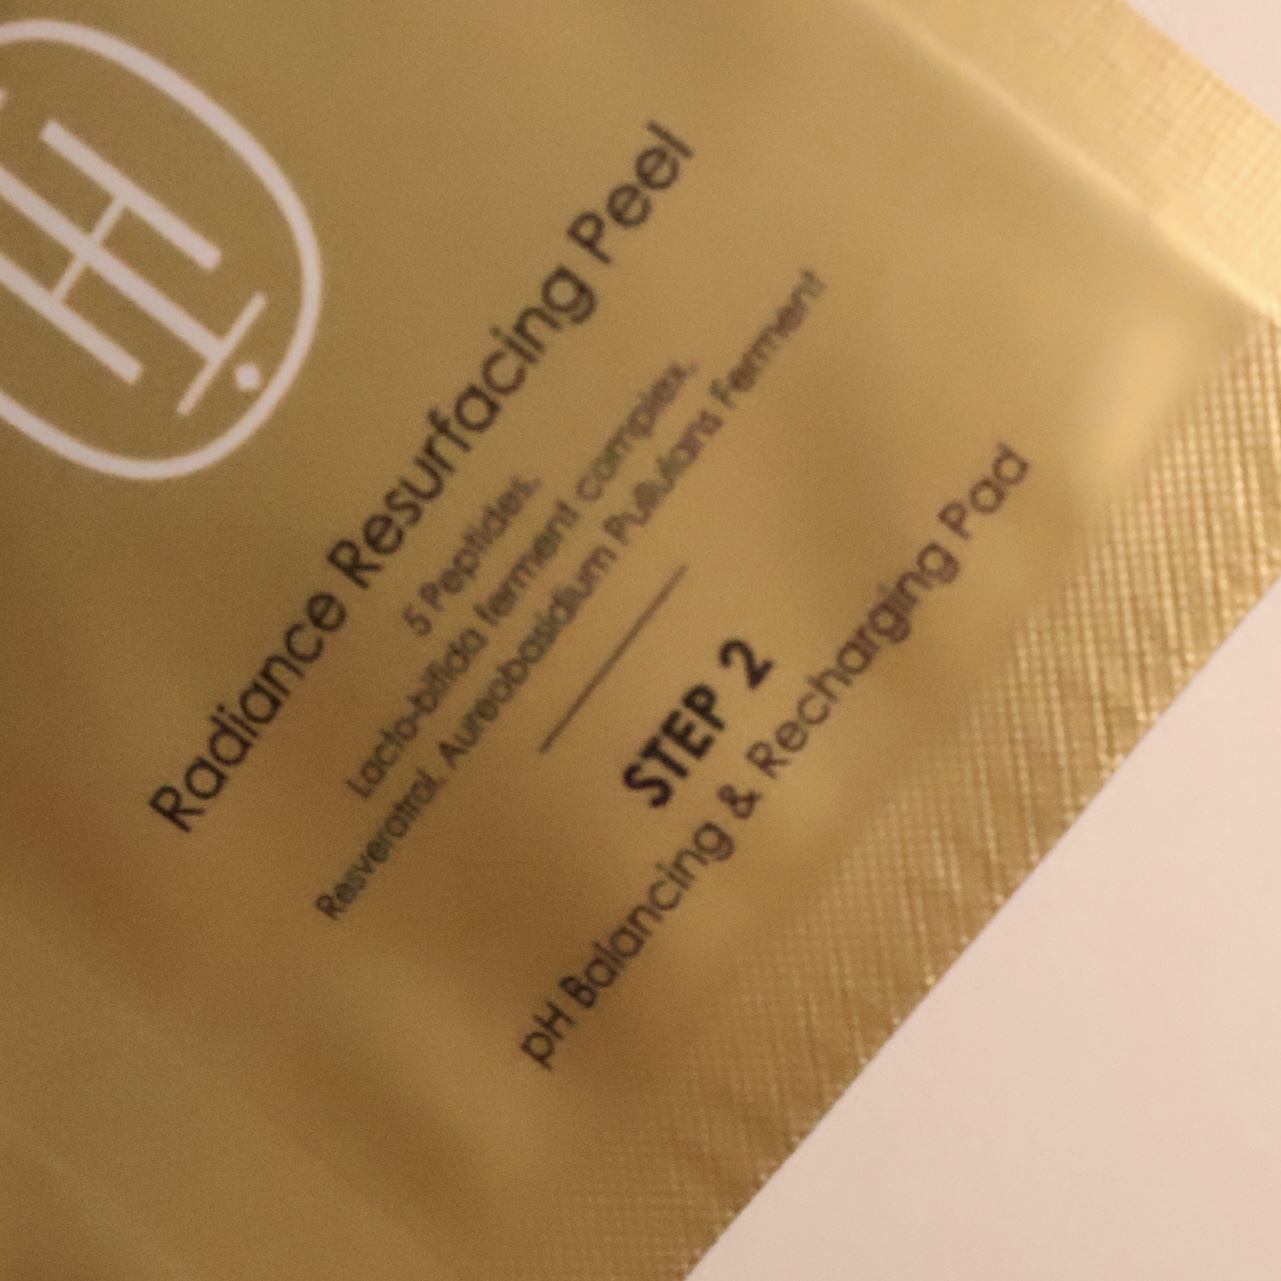 Radiance Resurfacing Peel
5 Peptides,
Lacto-bifida ferment complex,
Resveratrol, Aureobasidium Pullulans Ferment
STEP 2
pH Balancing & Recharging Pad